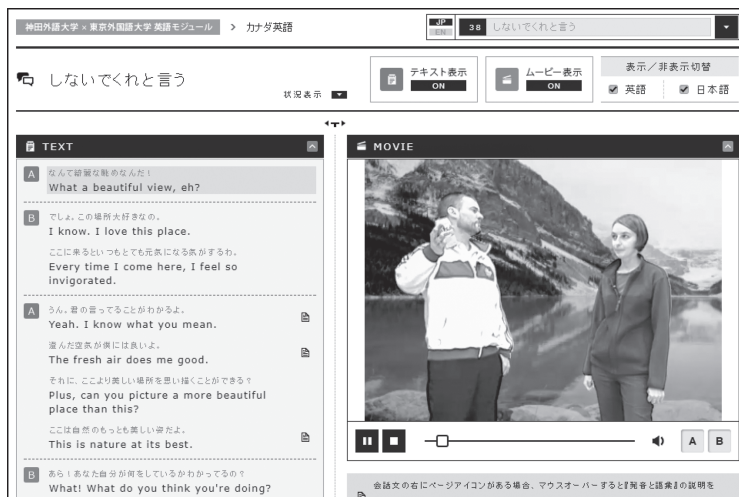 神田外語大学 × 東京外国語大学 英語モジュール > カナダ英語
JP
EN
38 しないでくれと言う
しないでくれと言う
状況表示
テキスト表示
ON
ムービー表示
ON
表示／非表示切替
英語 日本語
TEXT
A なんて綺麗な眺めなんだ！
What a beautiful view, eh?
B でしょ。この場所大好きなの。
I know. I love this place.
ここに来るといつもとても元気になる気がするわ。
Every time I come here, I feel so
invigorated.
A うん。君の言ってることがわかるよ。
Yeah. I know what you mean.
澄んだ空気が僕には良いよ。
The fresh air does me good.
それに、ここより美しい場所を思い描くことができる？
Plus, can you picture a more beautiful
place than this?
ここは自然のもっとも美しい姿だよ。
This is nature at its best.
B あら！あなた自分が何をしているかわかってるの？
What! What do you think you're doing?
MOVIE
A B
会話文の右にページアイコンがある場合、マウスオーバーすると『発音と語彙』の説明を